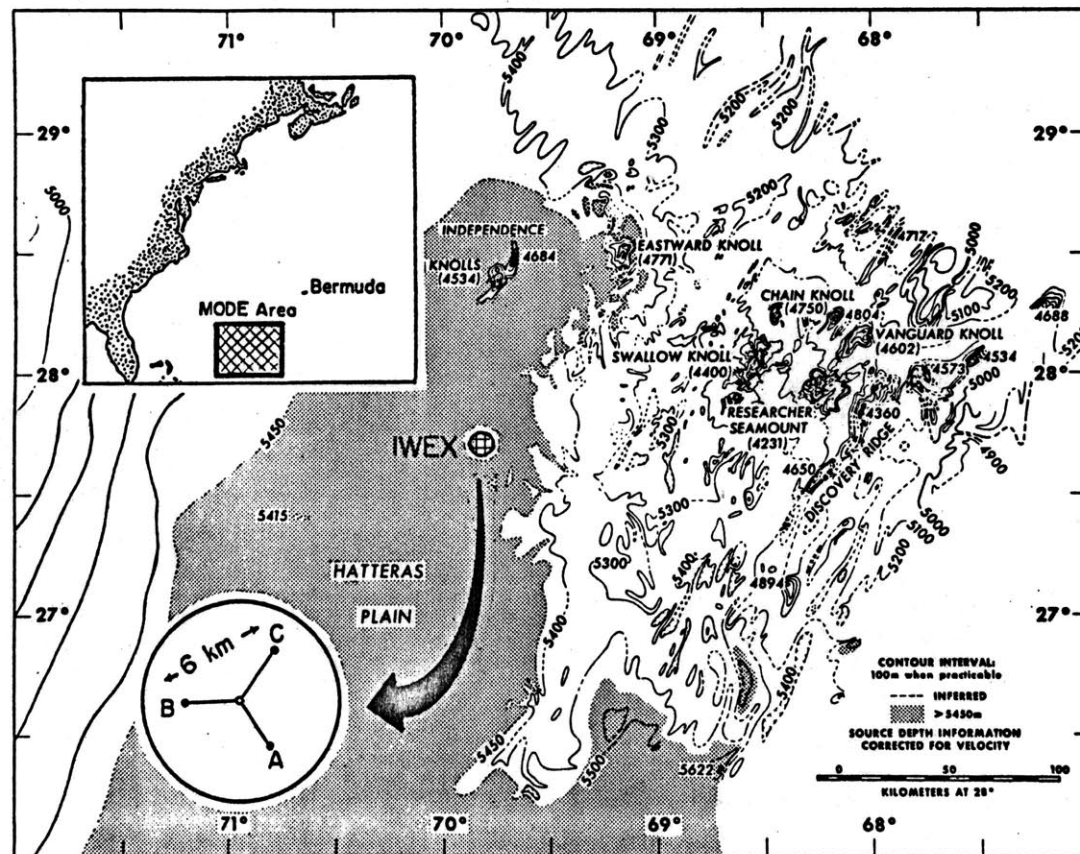 71°
70°
69°
68°
5400
5200
5200
29°
29°
5000
5300
5200
INDEPENDENCE
4684
KNOLLS
(4534)
EASTWARD KNOLL
(4771)
4717
5000
5200
5100
4688
Bermuda
MODE Area
CHAIN KNOLL
(4750)
4804
VANGUARD KNOLL
(4602)
SWALLOW KNOLL
(4400)
4534
4573
28°
28°
5000
RESEARCHER
SEAMOUNT
(4231)
4360
5450
IWEX
5300
4900
4650
DISCOVERY RIDGE
5415
5300
5000
5100
5200
HATTERAS
PLAIN
5300
5400
4894
27°
27°
5400
6 km
C
B
A
5400
CONTOUR INTERVAL:
100m when practicable
INFERRED
>5450m
SOURCE DEPTH INFORMATION
CORRECTED FOR VELOCITY
5450
5500
5622
0 50 100
KILOMETERS AT 28°
71°
70°
69°
68°